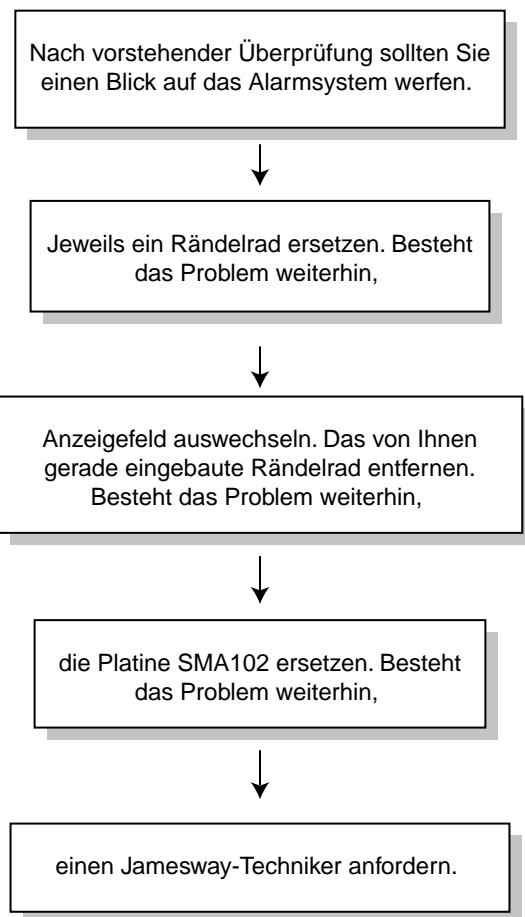 Nach vorstehender Überprüfung sollten Sie
einen Blick auf das Alarmsystem werfen.
Jeweils ein Rändelrad ersetzen. Besteht
das Problem weiterhin,
Anzeigefeld auswechseln. Das von Ihnen
gerade eingebaute Rändelrad entfernen.
Besteht das Problem weiterhin,
die Platine SMA102 ersetzen. Besteht
das Problem weiterhin,
einen Jamesway-Techniker anfordern.